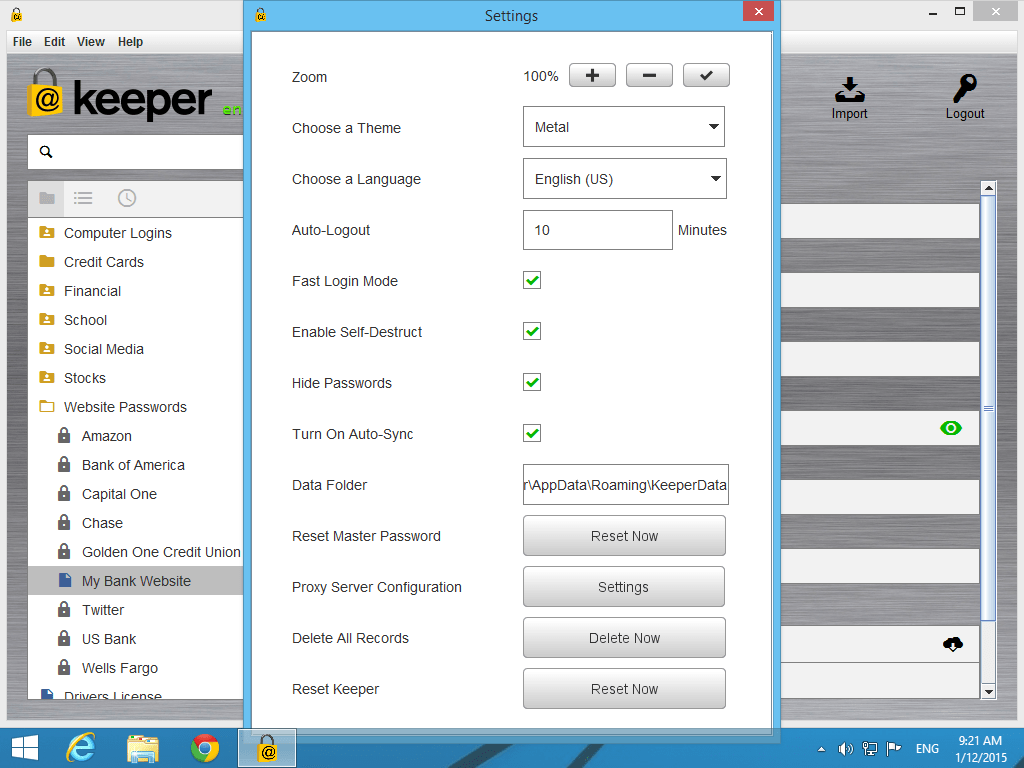 Settings
File Edit View Help
@ keeper en
Import
Logout
Computer Logins
Credit Cards
Financial
School
Social Media
Stocks
Website Passwords
Amazon
Bank of America
Capital One
Chase
Golden One Credit Union
My Bank Website
Twitter
US Bank
Wells Fargo
Drivers License
Zoom 100%
Choose a Theme Metal
Choose a Language English (US)
Auto-Logout 10 Minutes
Fast Login Mode
Enable Self-Destruct
Hide Passwords
Turn On Auto-Sync
Data Folder r\AppData\Roaming\KeeperData
Reset Master Password Reset Now
Proxy Server Configuration Settings
Delete All Records Delete Now
Reset Keeper Reset Now
ENG
9:21 AM
1/12/2015